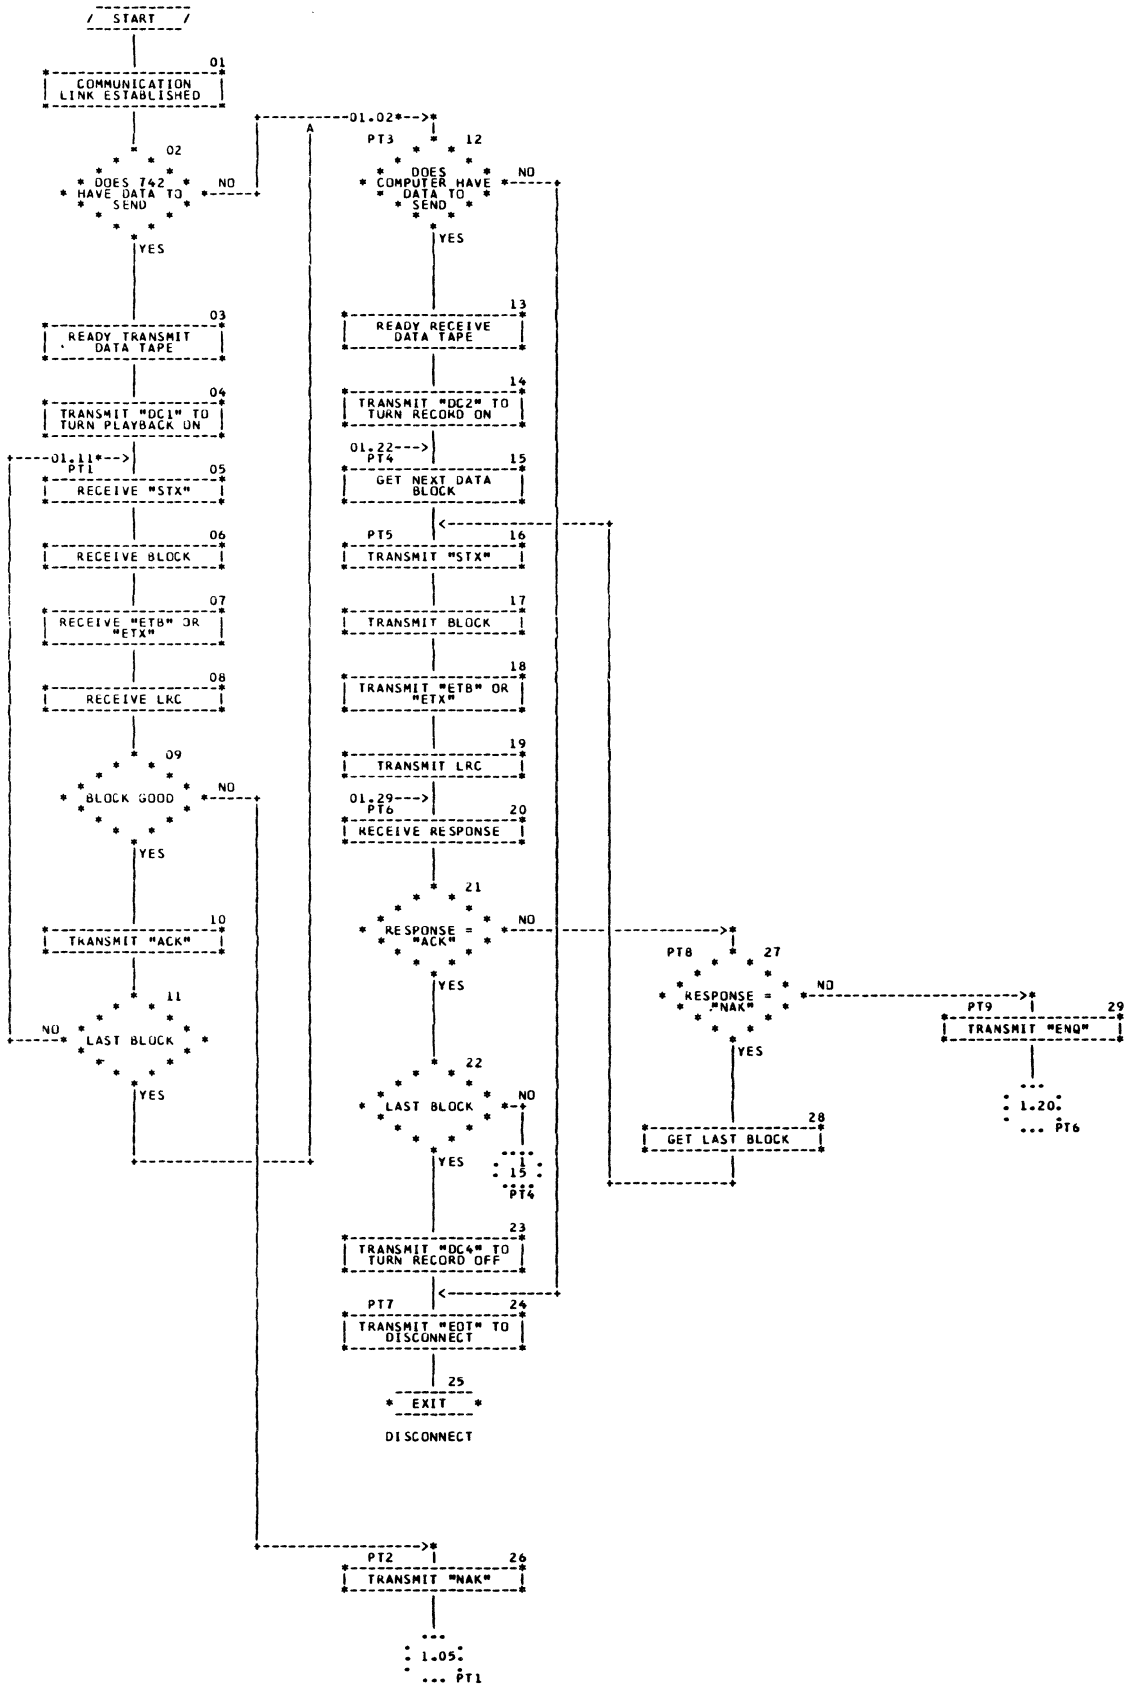 START
01
COMMUNICATION
LINK ESTABLISHED
02
DOES 742
HAVE DATA TO
SEND
NO
YES
03
READY TRANSMIT
DATA TAPE
04
TRANSMIT "DC1" TO
TURN PLAYBACK ON
01.11*-->
PT1
05
RECEIVE "STX"
06
RECEIVE BLOCK
07
RECEIVE "ETB" OR
"ETX"
08
RECEIVE LRC
09
BLOCK GOOD
NO
YES
10
TRANSMIT "ACK"
11
LAST BLOCK
NO
YES
A
01.02*-->*
PT3
12
DOES
COMPUTER HAVE
DATA TO
SEND
NO
YES
13
READY RECEIVE
DATA TAPE
14
TRANSMIT "DC2" TO
TURN RECORD ON
01.22--->
PT4
15
GET NEXT DATA
BLOCK
PT5
16
TRANSMIT "STX"
17
TRANSMIT BLOCK
18
TRANSMIT "ETB" OR
"ETX"
19
TRANSMIT LRC
01.29--->
PT6
20
RECEIVE RESPONSE
21
RESPONSE =
"ACK"
NO
YES
22
LAST BLOCK
NO
YES
1
15
PT4
23
TRANSMIT "DC4" TO
TURN RECORD OFF
PT7
24
TRANSMIT "EOT" TO
DISCONNECT
25
EXIT
DISCONNECT
PT2
26
TRANSMIT "NAK"
1.05
PT1
PT8
27
RESPONSE =
"NAK"
NO
YES
28
GET LAST BLOCK
PT9
29
TRANSMIT "ENQ"
1.20
PT6